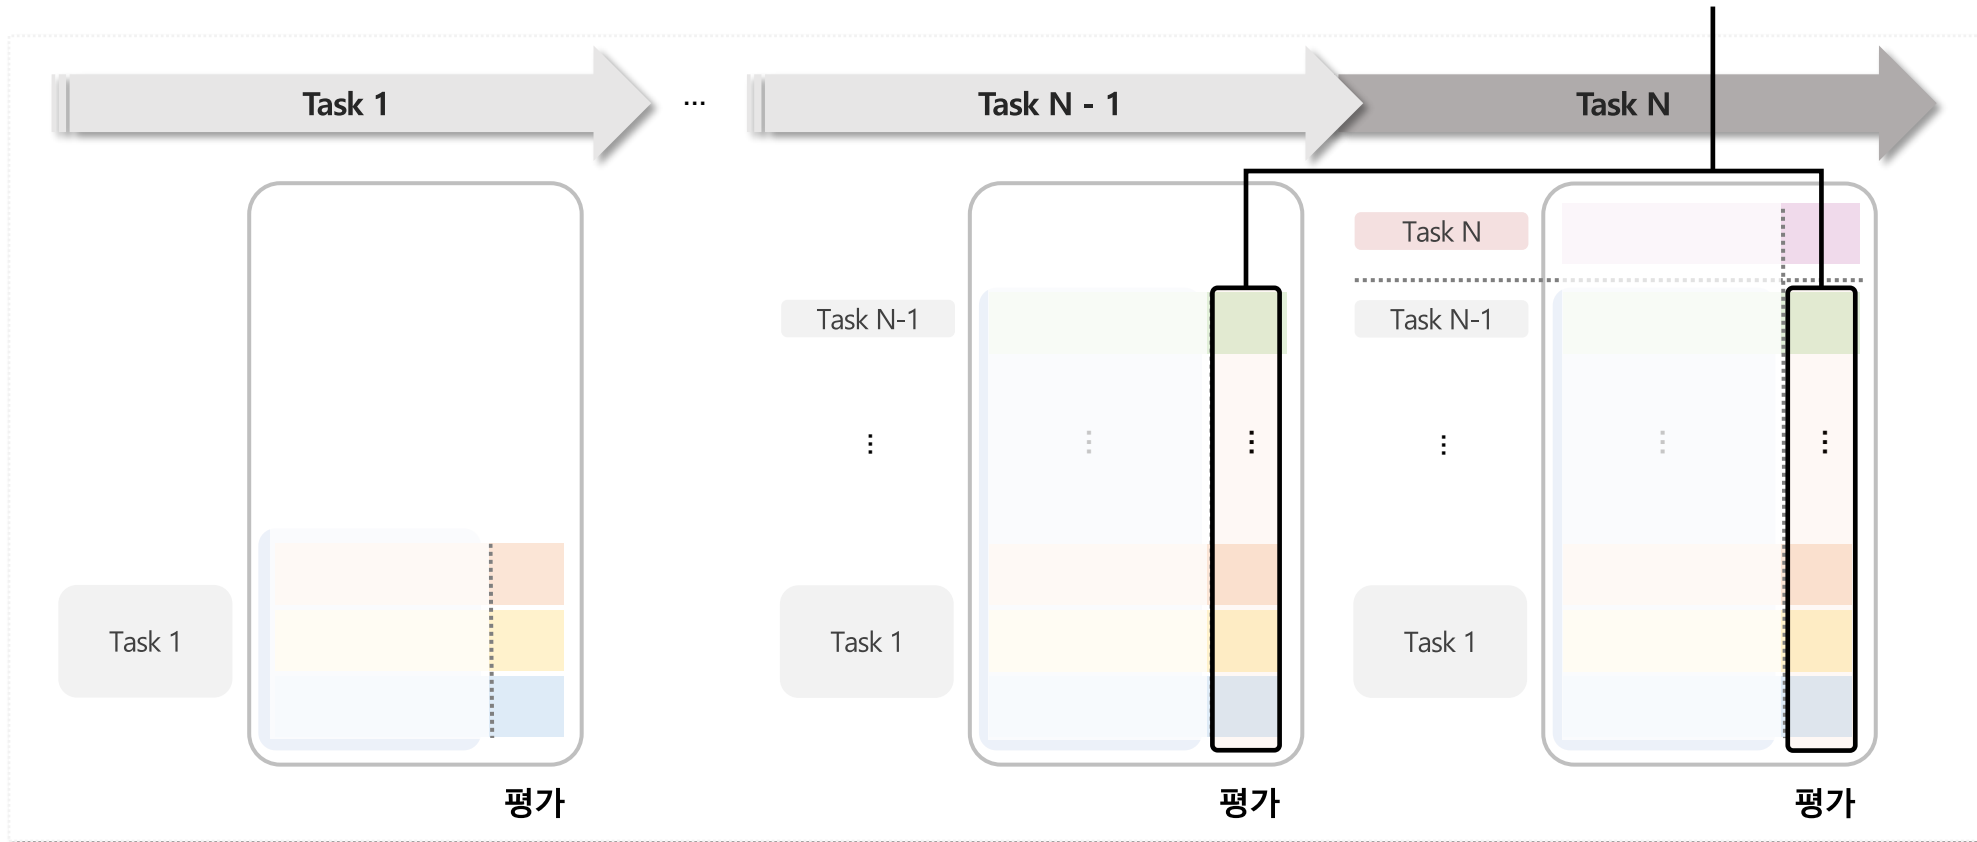 Task 1
...
Task N - 1
Task N
Task N
Task N-1
Task N-1
...
...
...
...
...
...
Task 1
Task 1
Task 1
평가
평가
평가